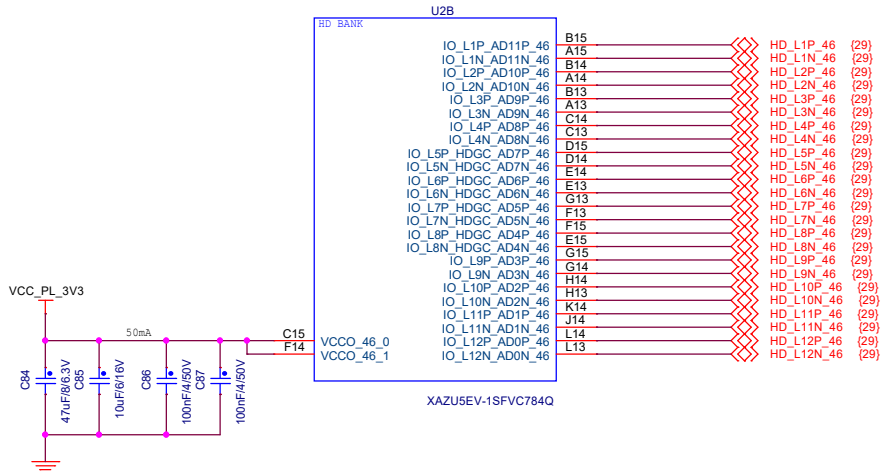 U2B
HD BANK
IO_L1P_AD11P_46 B15 HD_L1P_46 {29}
IO_L1N_AD11N_46 A15 HD_L1N_46 {29}
IO_L2P_AD10P_46 B14 HD_L2P_46 {29}
IO_L2N_AD10N_46 A14 HD_L2N_46 {29}
IO_L3P_AD9P_46 B13 HD_L3P_46 {29}
IO_L3N_AD9N_46 A13 HD_L3N_46 {29}
IO_L4P_AD8P_46 C14 HD_L4P_46 {29}
IO_L4N_AD8N_46 C13 HD_L4N_46 {29}
IO_L5P_HDGC_AD7P_46 D15 HD_L5P_46 {29}
IO_L5N_HDGC_AD7N_46 D14 HD_L5N_46 {29}
IO_L6P_HDGC_AD6P_46 E14 HD_L6P_46 {29}
IO_L6N_HDGC_AD6N_46 E13 HD_L6N_46 {29}
IO_L7P_HDGC_AD5P_46 G13 HD_L7P_46 {29}
IO_L7N_HDGC_AD5N_46 F13 HD_L7N_46 {29}
IO_L8P_HDGC_AD4P_46 F15 HD_L8P_46 {29}
IO_L8N_HDGC_AD4N_46 E15 HD_L8N_46 {29}
IO_L9P_AD3P_46 G15 HD_L9P_46 {29}
IO_L9N_AD3N_46 G14 HD_L9N_46 {29}
IO_L10P_AD2P_46 H14 HD_L10P_46 {29}
IO_L10N_AD2N_46 H13 HD_L10N_46 {29}
IO_L11P_AD1P_46 K14 HD_L11P_46 {29}
IO_L11N_AD1N_46 J14 HD_L11N_46 {29}
IO_L12P_AD0P_46 L14 HD_L12P_46 {29}
IO_L12N_AD0N_46 L13 HD_L12N_46 {29}
VCC_PL_3V3
50mA
C15 VCCO_46_0
F14 VCCO_46_1
C84 47uF/8/6.3V
C85 10uF/6/16V
C86 100nF/4/50V
C87 100nF/4/50V
XAZU5EV-1SFVC784Q